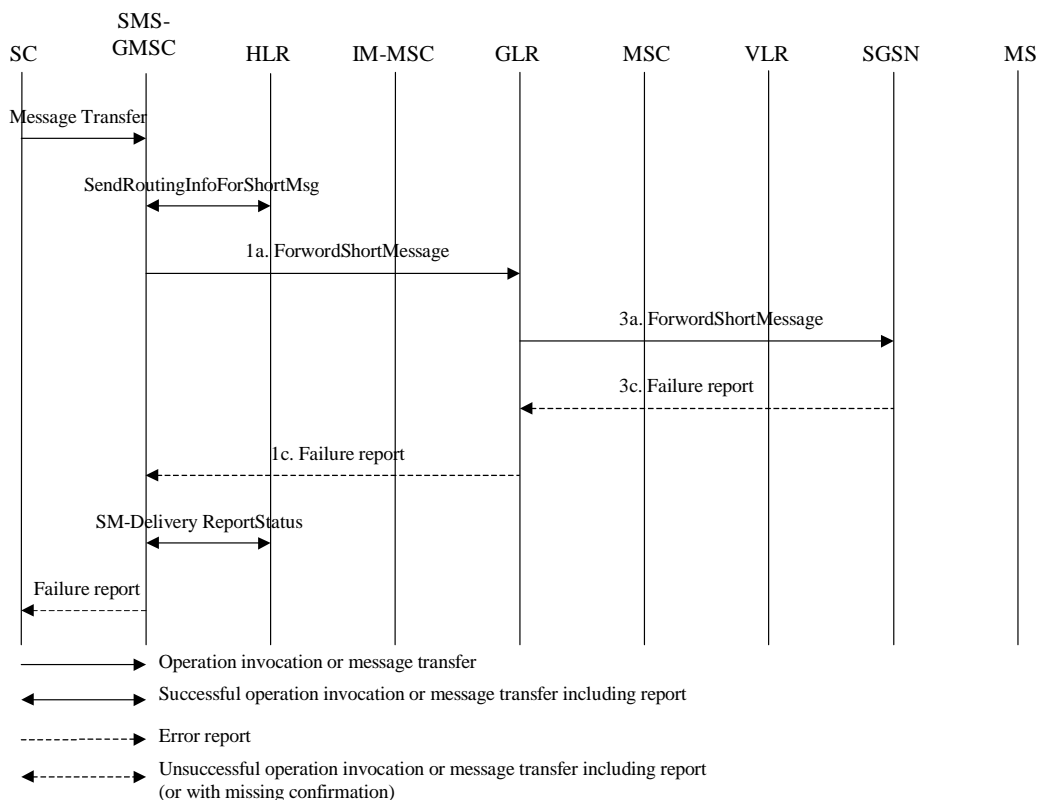 SMS-
GMSC
SC
HLR
IM-MSC
GLR
MSC
VLR
SGSN
MS
Message Transfer
SendRoutingInfoForShortMsg
1a. ForwordShortMessage
3a. ForwordShortMessage
3c. Failure report
1c. Failure report
SM-Delivery ReportStatus
Failure report
Operation invocation or message transfer
Successful operation invocation or message transfer including report
Error report
Unsuccessful operation invocation or message transfer including report
(or with missing confirmation)